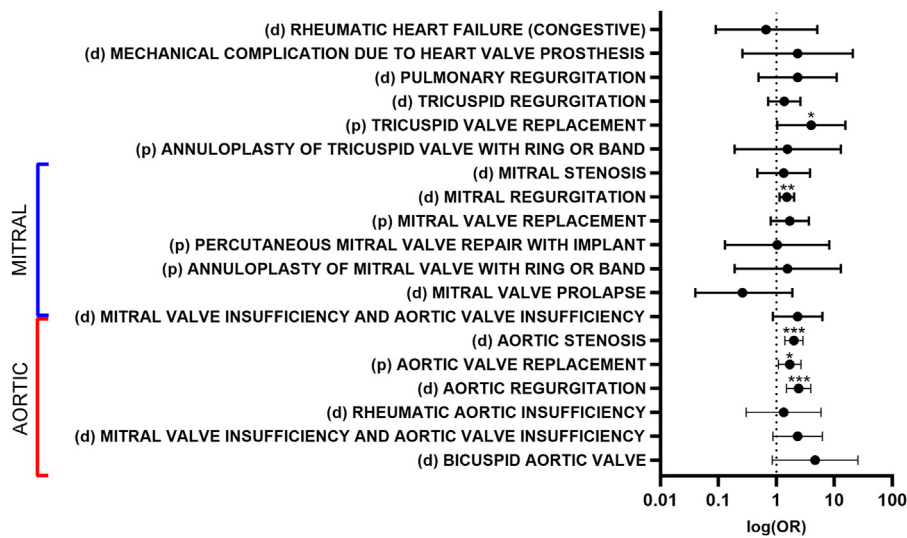 (d) RHEUMATIC HEART FAILURE (CONGESTIVE)
(d) MECHANICAL COMPLICATION DUE TO HEART VALVE PROSTHESIS
(d) PULMONARY REGURGITATION
(d) TRICUSPID REGURGITATION
(p) TRICUSPID VALVE REPLACEMENT *
(p) ANNULOPLASTY OF TRICUSPID VALVE WITH RING OR BAND
MITRAL
(d) MITRAL STENOSIS
(d) MITRAL REGURGITATION **
(p) MITRAL VALVE REPLACEMENT
(p) PERCUTANEOUS MITRAL VALVE REPAIR WITH IMPLANT
(p) ANNULOPLASTY OF MITRAL VALVE WITH RING OR BAND
(d) MITRAL VALVE PROLAPSE
(d) MITRAL VALVE INSUFFICIENCY AND AORTIC VALVE INSUFFICIENCY
AORTIC
(d) AORTIC STENOSIS ***
(p) AORTIC VALVE REPLACEMENT *
(d) AORTIC REGURGITATION ***
(d) RHEUMATIC AORTIC INSUFFICIENCY
(d) MITRAL VALVE INSUFFICIENCY AND AORTIC VALVE INSUFFICIENCY
(d) BICUSPID AORTIC VALVE
0.01 0.1 1 10 100
log(OR)